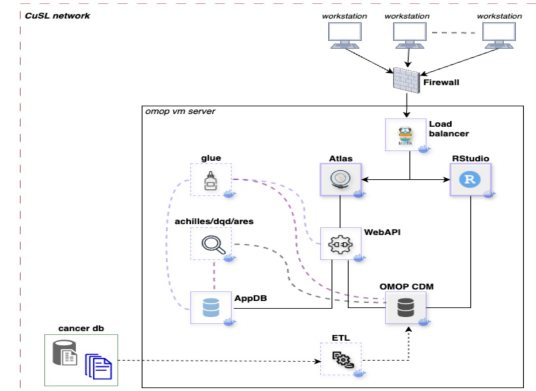 CuSL network
workstation workstation workstation
Firewall
omop vm server
Load
balancer
glue
Atlas
RStudio
R
achilles/dqd/ares
WebAPI
AppDB
OMOP CDM
cancer db
ETL